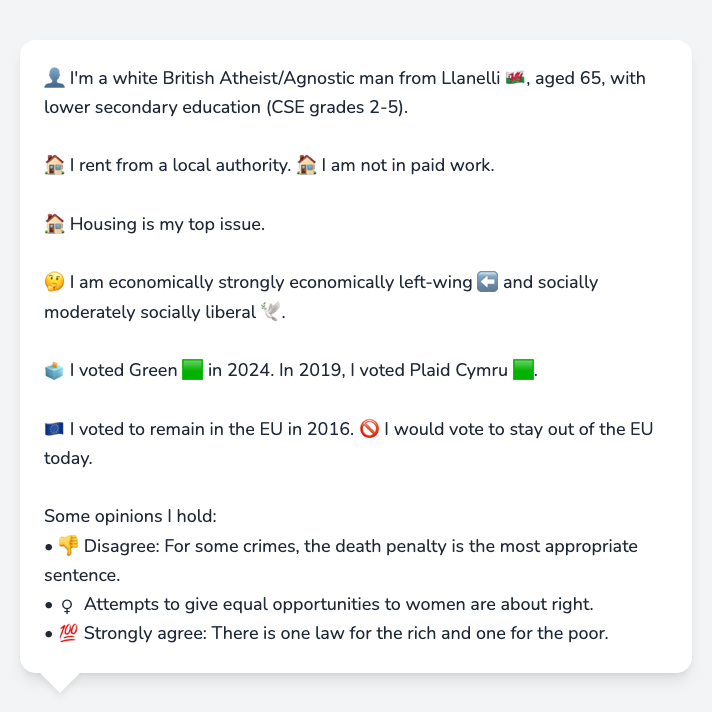 👤 I'm a white British Atheist/Agnostic man from Llanelli 🏴󠁧󠁢󠁷󠁬󠁳󠁿, aged 65, with
lower secondary education (CSE grades 2-5).
🏠 I rent from a local authority. 🏠 I am not in paid work.
🏠 Housing is my top issue.
🤔 I am economically strongly economically left-wing ⬅️ and socially
moderately socially liberal 🕊️.
🗳️ I voted Green 🟩 in 2024. In 2019, I voted Plaid Cymru 🟩.
🇪🇺 I voted to remain in the EU in 2016. 🚫 I would vote to stay out of the EU
today.
Some opinions I hold:
• 👎 Disagree: For some crimes, the death penalty is the most appropriate
sentence.
• ♀ Attempts to give equal opportunities to women are about right.
• 💯 Strongly agree: There is one law for the rich and one for the poor.